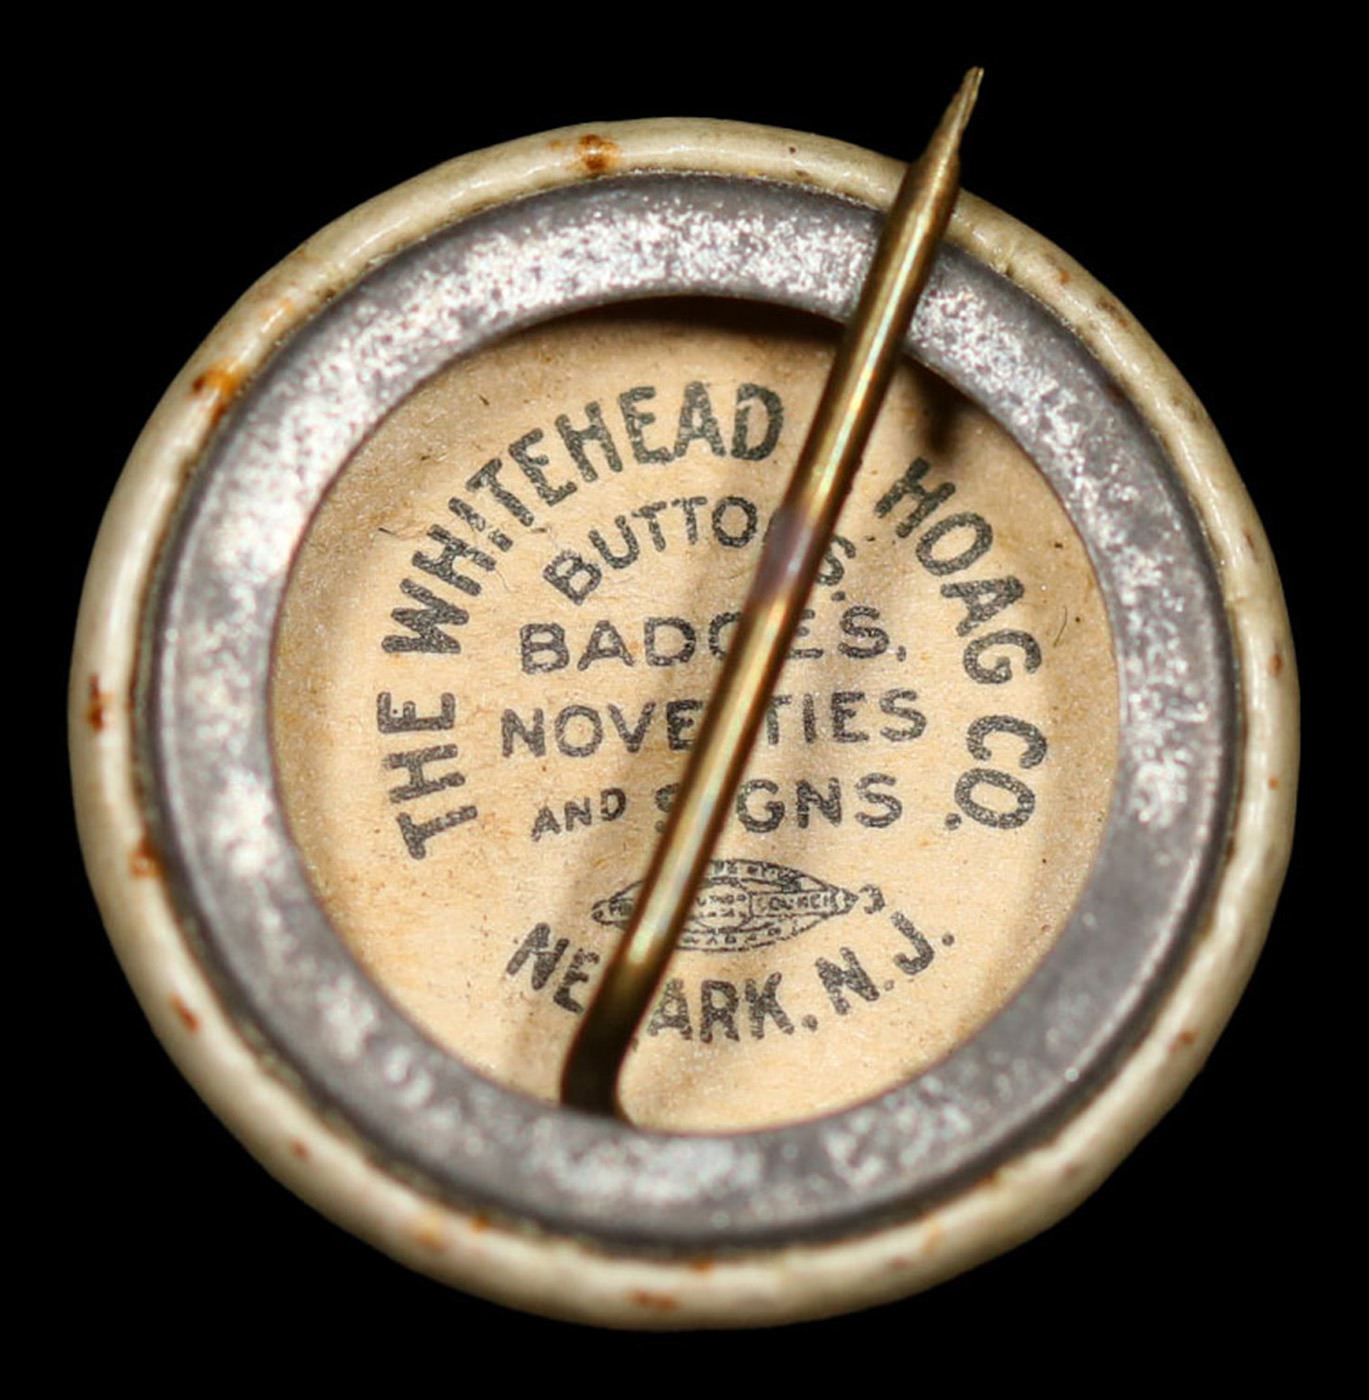 THE WHITEHEAD HOAG CO.
BUTTONS.
BADGES,
NOVELTIES
AND SIGNS
NEWARK. N. J.